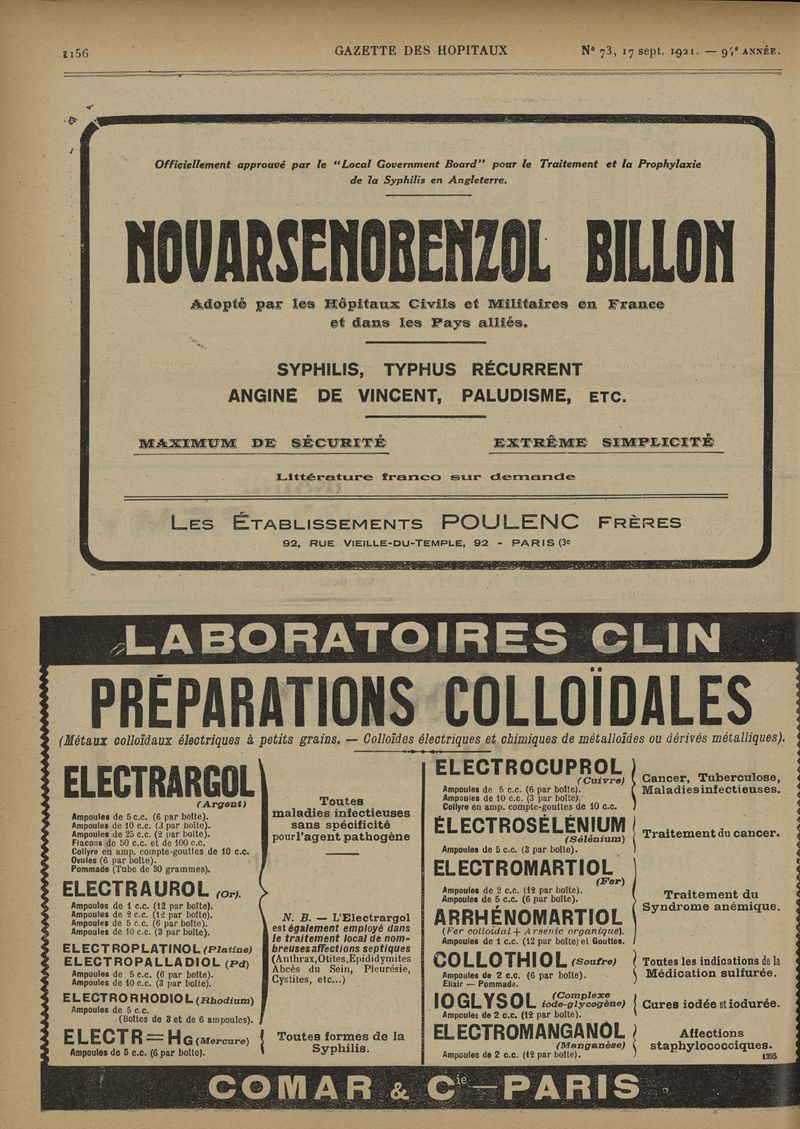 1156
GAZETTE DES HOPITAUX
N° 73, 17 sept. 1921. — 94e ANNÉE.
Officiellement approuvé par le "Local Government Board" pour le Traitement et la Prophylaxie
de la Syphilis en Angleterre.
NOVARSENOBENZOL BILLON
Adopté par les Hôpitaux Civils et Militaires en France
et dans les Pays alliés.
SYPHILIS, TYPHUS RÉCURRENT
ANGINE DE VINCENT, PALUDISME, ETC.
MAXIMUM DE SÉCURITÉ
EXTRÊME SIMPLICITÉ
Littérature franco sur demande
LES ÉTABLISSEMENTS POULENC FRÈRES
92, RUE VIEILLE-DU-TEMPLE, 92 - PARIS (3e
LABORATOIRES CLIN
PRÉPARATIONS COLLOÏDALES
(Métaux colloïdaux électriques à petits grains. — Colloïdes électriques et chimiques de métalloïdes ou dérivés métalliques).
ELECTRARGOL
(Argent)
Ampoules de 5 c.c. (6 par boîte).
Ampoules de 10 c.c. (3 par boîte).
Ampoules de 25 c.c. (2 par boîte).
Flacons de 50 c.c. et de 100 c.c.
Collyre en amp. compte-gouttes de 10 c.c.
Ovules (6 par boîte).
Pommade (Tube de 30 grammes).
ELECTRAUROL (Or).
Ampoules de 1 c.c. (12 par boîte).
Ampoules de 2 c.c. (12 par boîte).
Ampoules de 5 c.c. (6 par boîte).
Ampoules de 10 c.c. (3 par boîte).
ELECTROPLATINOL (Platine)
ELECTROPALLADIOL (Pd)
Ampoules de 5 c.c. (6 par boîte).
Ampoules de 10 c.c. (3 par boîte).
ELECTRORHODIOL (Rhodium)
Ampoules de 5 c.c.
(Boîtes de 3 et de 6 ampoules).
Toutes
maladies infectieuses
sans spécificité
pour l'agent pathogène
N. B. — L'Electrargol
est également employé dans
le traitement local de nom-
breuses affections septiques
(Anthrax, Otites, Epididymites
Abcès du Sein, Pleurésie,
Cystites, etc...)
ELECTR=Hg (Mercure)
Ampoules de 5 c.c. (6 par boîte).
Toutes formes de la
Syphilis.
ELECTROCUPROL
(Cuivre)
Ampoules de 5 c.c. (6 par boîte).
Ampoules de 10 c.c. (3 par boîte).
Collyre en amp. compte-gouttes de 10 c.c.
Cancer, Tuberculose,
Maladies infectieuses.
ÉLECTROSÉLÉNIUM
(Sélénium)
Ampoules de 5 c.c. (3 par boîte).
Traitement du cancer.
ELECTROMARTIOL
(Fer)
Ampoules de 2 c.c. (12 par boîte).
Ampoules de 5 c.c. (6 par boîte).
ARRHÉNOMARTIOL
(Fer colloïdal + Arsenic organique).
Ampoules de 1 c.c. (12 par boîte) et Gouttes.
Traitement du
Syndrome anémique.
COLLOTHIOL (Soufre)
Ampoules de 2 c.c. (6 par boîte).
Elixir — Pommade.
Toutes les indications de la
Médication sulfurée.
IOGLYSOL (Complexe
iode-glycogène)
Ampoules de 2 c.c. (12 par boîte).
Cures iodée et iodurée.
ELECTROMANGANOL
(Manganèse)
Ampoules de 2 c.c. (12 par boîte).
Affections
staphylococciques.
1395
COMAR & Cie — PARIS